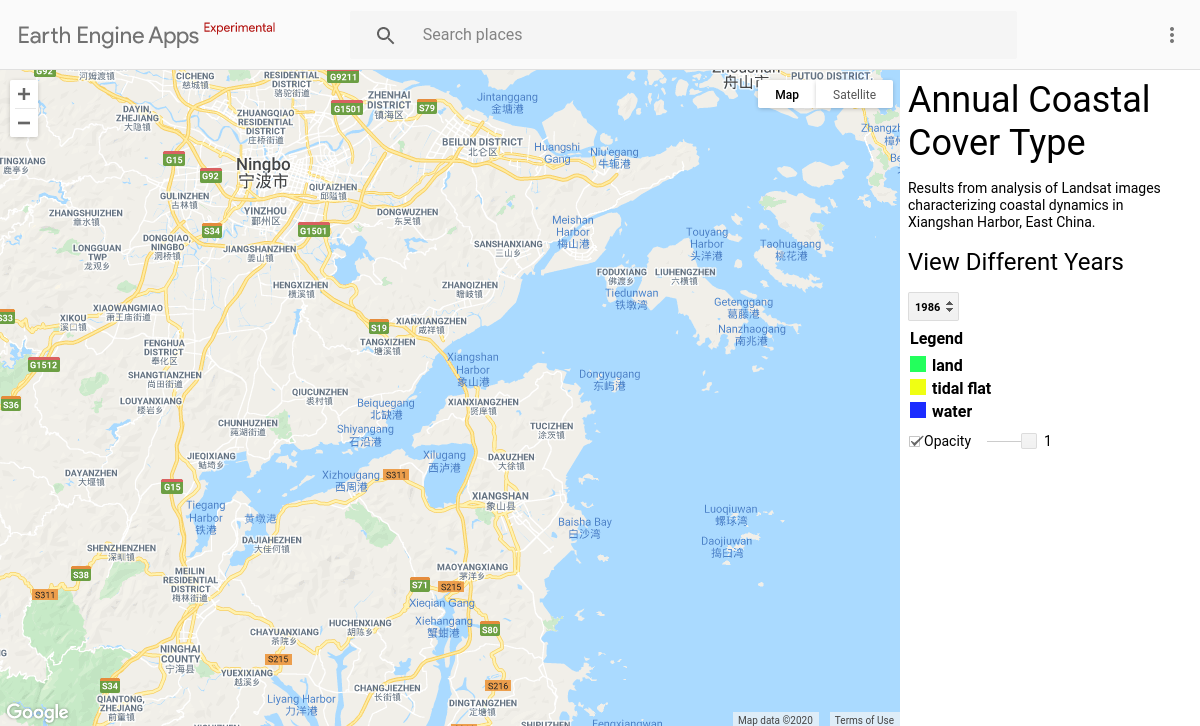 Earth Engine Apps Experimental
Search places
Map
Satellite
Annual Coastal
Cover Type
Results from analysis of Landsat images
characterizing coastal dynamics in
Xiangshan Harbor, East China.
View Different Years
1986
Legend
land
tidal flat
water
Opacity
1
G92
河姆渡镇
CICHENG
慈城镇
RESIDENTIAL
DISTRICT
骆驼街道
G9211
G1501
ZHENHAI
DISTRICT
镇海区
S79
Jintanggang
金塘港
舟山市
PUTUO DISTRICT,
DAYIN,
ZHEJIANG
大隐镇
ZHUANGQIAO
RESIDENTIAL
DISTRICT
庄桥街道
BEILUN DISTRICT
北仑区
Huangshi
Gang
Niu'egang
牛轭港
G15
G92
Ningbo
宁波市
QIU'AIZHEN
邱隘镇
GULINZHEN
古林镇
YINZHOU
鄞州区
DONGWUZHEN
东吴镇
ZHANGSHUIZHEN
章水镇
S34
G1501
Meishan
Harbor
梅山港
LONGGUAN
TWP
龙观乡
DONGQIAO,
NINGBO
洞桥镇
JIANGSHANZHEN
姜山镇
SANSHANXIANG
三山乡
Touyang
Harbor
头洋港
Taohuagang
桃花港
HENGXIZHEN
横溪镇
ZHANQIZHEN
瞻岐镇
FODUXIANG
佛渡乡
LIUHENGZHEN
六横镇
Tiedunwan
铁墩湾
Getenggang
葛藤港
Nanzhaogang
南兆港
S33
XIKOU
溪口镇
XIAOWANGMIAO
萧王庙街道
S19
XIANXIANGZHEN
咸祥镇
TANGXIZHEN
塘溪镇
FENGHUA
DISTRICT
奉化区
G1512
Xiangshan
Harbor
象山港
Dongyugang
东屿港
SHANGTIANZHEN
尚田街道
QIUCUNZHEN
裘村镇
S36
LOUYANXIANG
楼岩乡
Beiquegang
北缺港
XIANXIANGZHEN
贤庠镇
CHUNHUZHEN
莼湖街道
Shiyangang
石沿港
TUCIZHEN
涂茨镇
JIEQIXIANG
鲒埼乡
Xilugang
西泸港
DAXUZHEN
大徐镇
DAYANZHEN
大堰镇
Xizhougang
西周港
S311
G15
Tiegang
Harbor
铁港
黄墩港
XIANGSHAN
象山县
Baisha Bay
白沙湾
Luoqiuwan
螺球湾
Daojiuwan
捣臼湾
DAJIAHEZHEN
大佳何镇
SHENZHENZHEN
深甽镇
S38
S311
MEILIN
RESIDENTIAL
DISTRICT
梅林街道
MAOYANGXIANG
茅洋乡
S71
S215
Xieqian Gang
Xiehangang
蟹蚶港
S80
HUCHENXIANG
胡陈乡
CHAYUANXIANG
茶院乡
NINGHAI
COUNTY
宁海县
S215
YUEXIXIANG
越溪乡
S34
QIANTONG,
ZHEJIANG
前童镇
Liyang Harbor
力洋港
CHANGJIEZHEN
长街镇
S216
DINGTANGZHEN
定塘镇
Google
Map data ©2020
Terms of Use